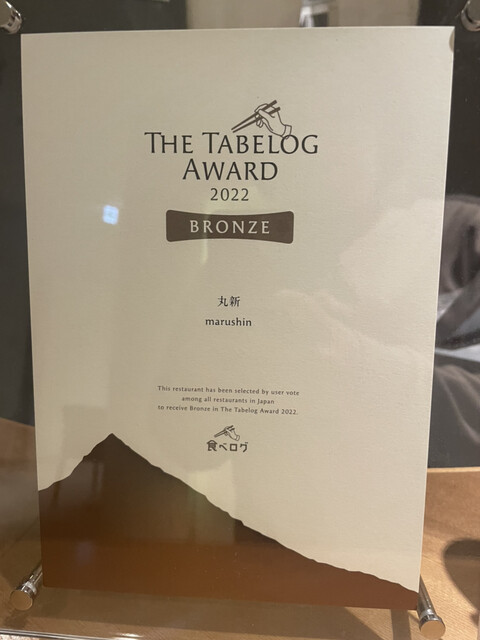 THE TABELOG
AWARD
2022
BRONZE
丸新
marushin
This restaurant has been selected by user vote
among all restaurants in Japan
to receive Bronze in The Tabelog Award 2022.
食べログ